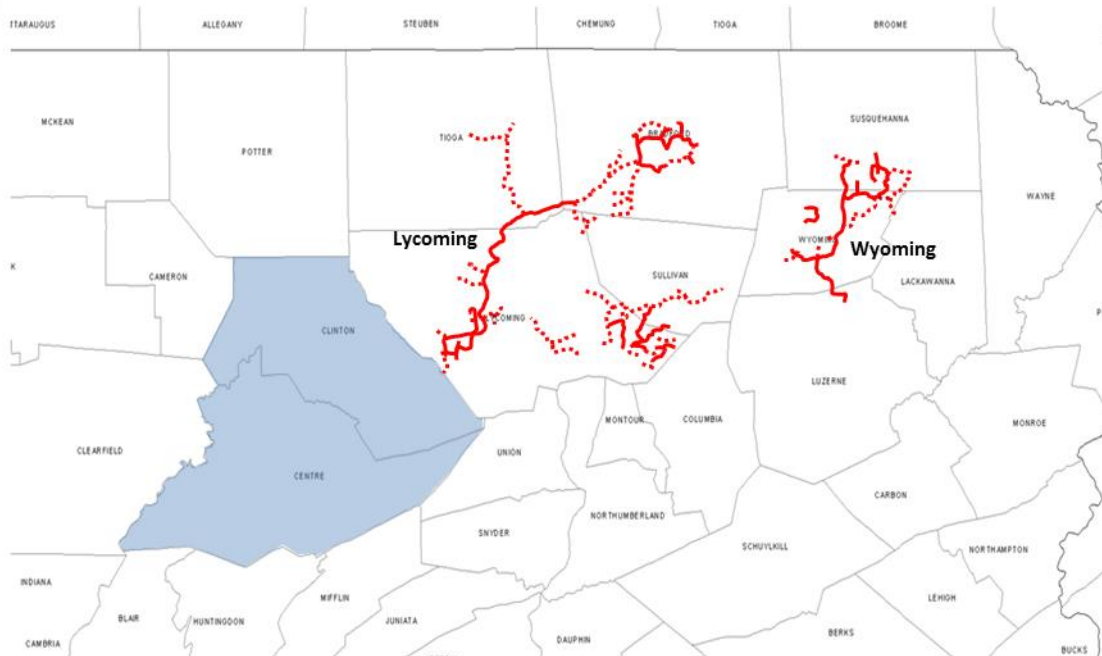 ALLEGANY
STEUBEN
CHEMUNG
TIOGA
BROOME
MCKEAN
POTTER
TIOGA
BRADFORD
SUSQUEHANNA
WAYNE
Lycoming
WYOMING
Wyoming
CAMERON
SULLIVAN
LACKAWANNA
CLINTON
LYCOMING
LUZERNE
CLEARFIELD
CENTRE
UNION
MONTOUR
COLUMBIA
MONROE
CARBON
SNYDER
NORTHUMBERLAND
SCHUYLKILL
NORTHAMPTON
INDIANA
BLAIR
HUNTINGDON
MIFFLIN
JUNIATA
LEHIGH
CAMBRIA
DAUPHIN
BERKS
BUCKS